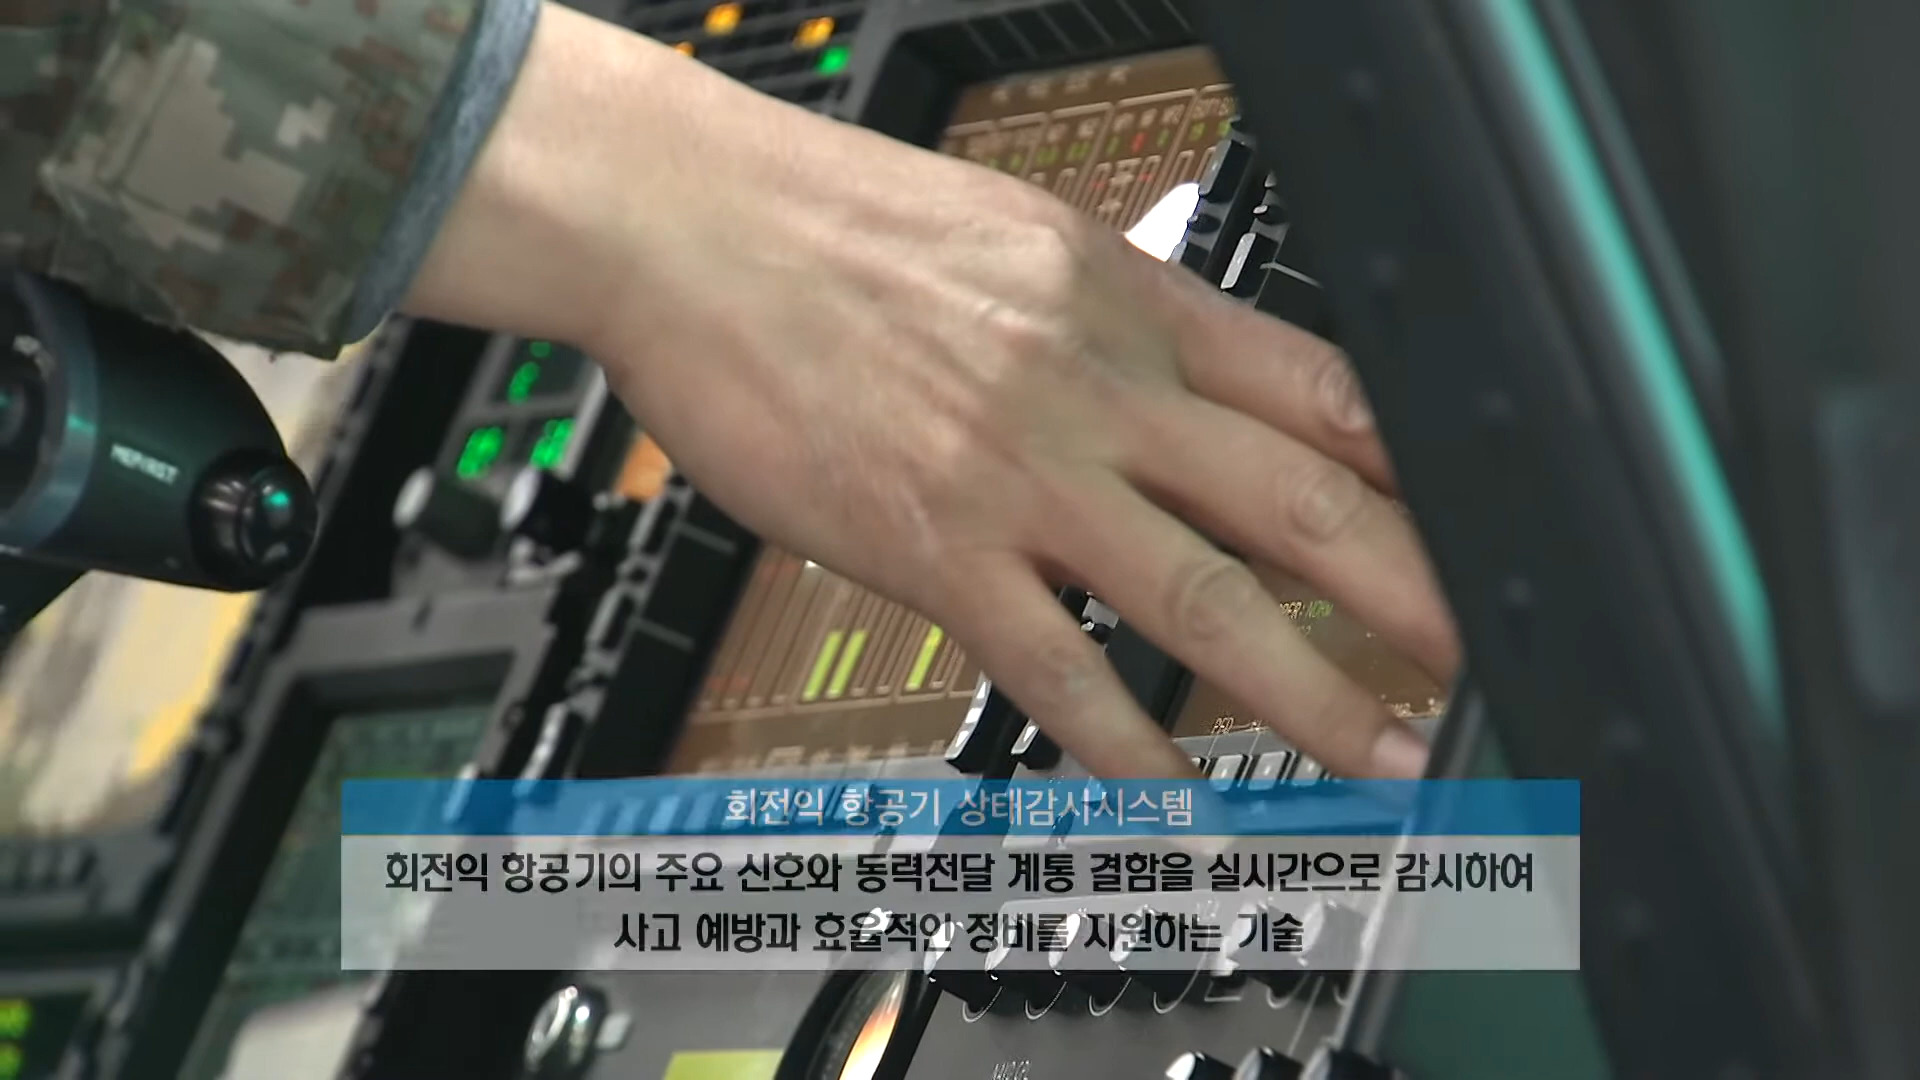 회전익 항공기 상태감시시스템
회전익 항공기의 주요 신호와 동력전달 계통 결함을 실시간으로 감시하여
사고 예방과 효율적인 정비를 지원하는 기술